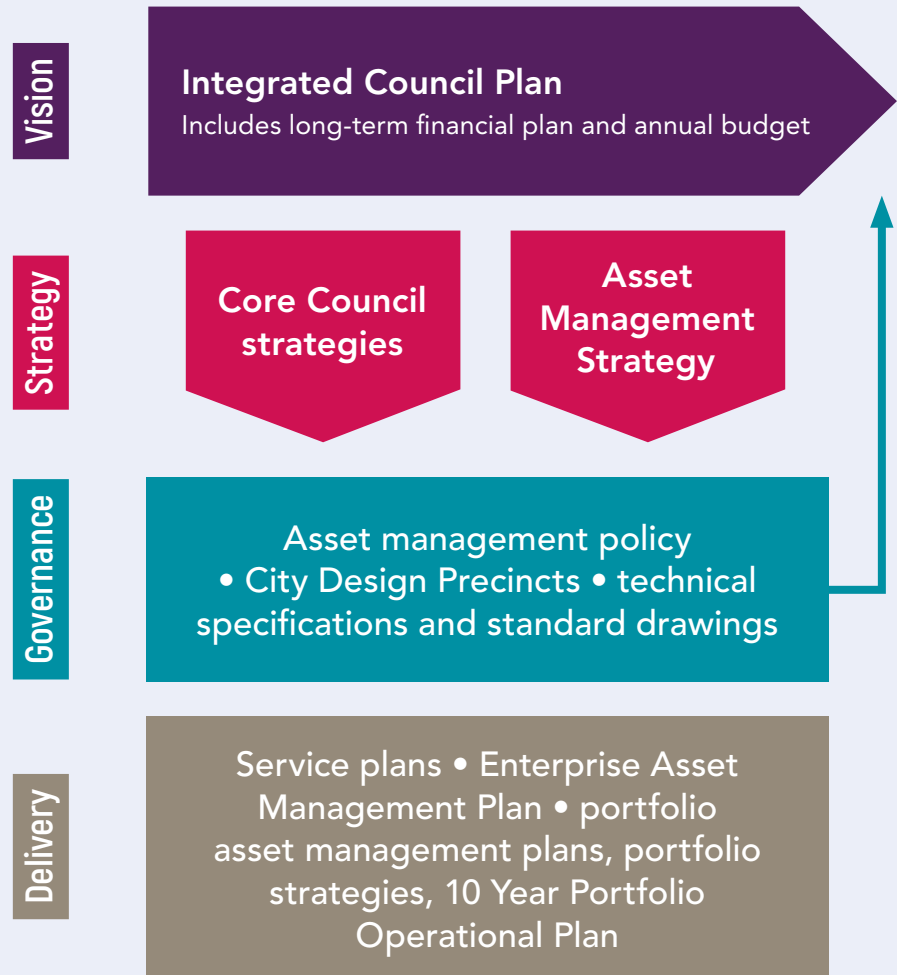 Vision
Integrated Council Plan
Includes long-term financial plan and annual budget
Strategy
Core Council
strategies
Asset
Management
Strategy
Governance
Asset management policy
• City Design Precincts • technical
specifications and standard drawings
Delivery
Service plans • Enterprise Asset
Management Plan • portfolio
asset management plans, portfolio
strategies, 10 Year Portfolio
Operational Plan